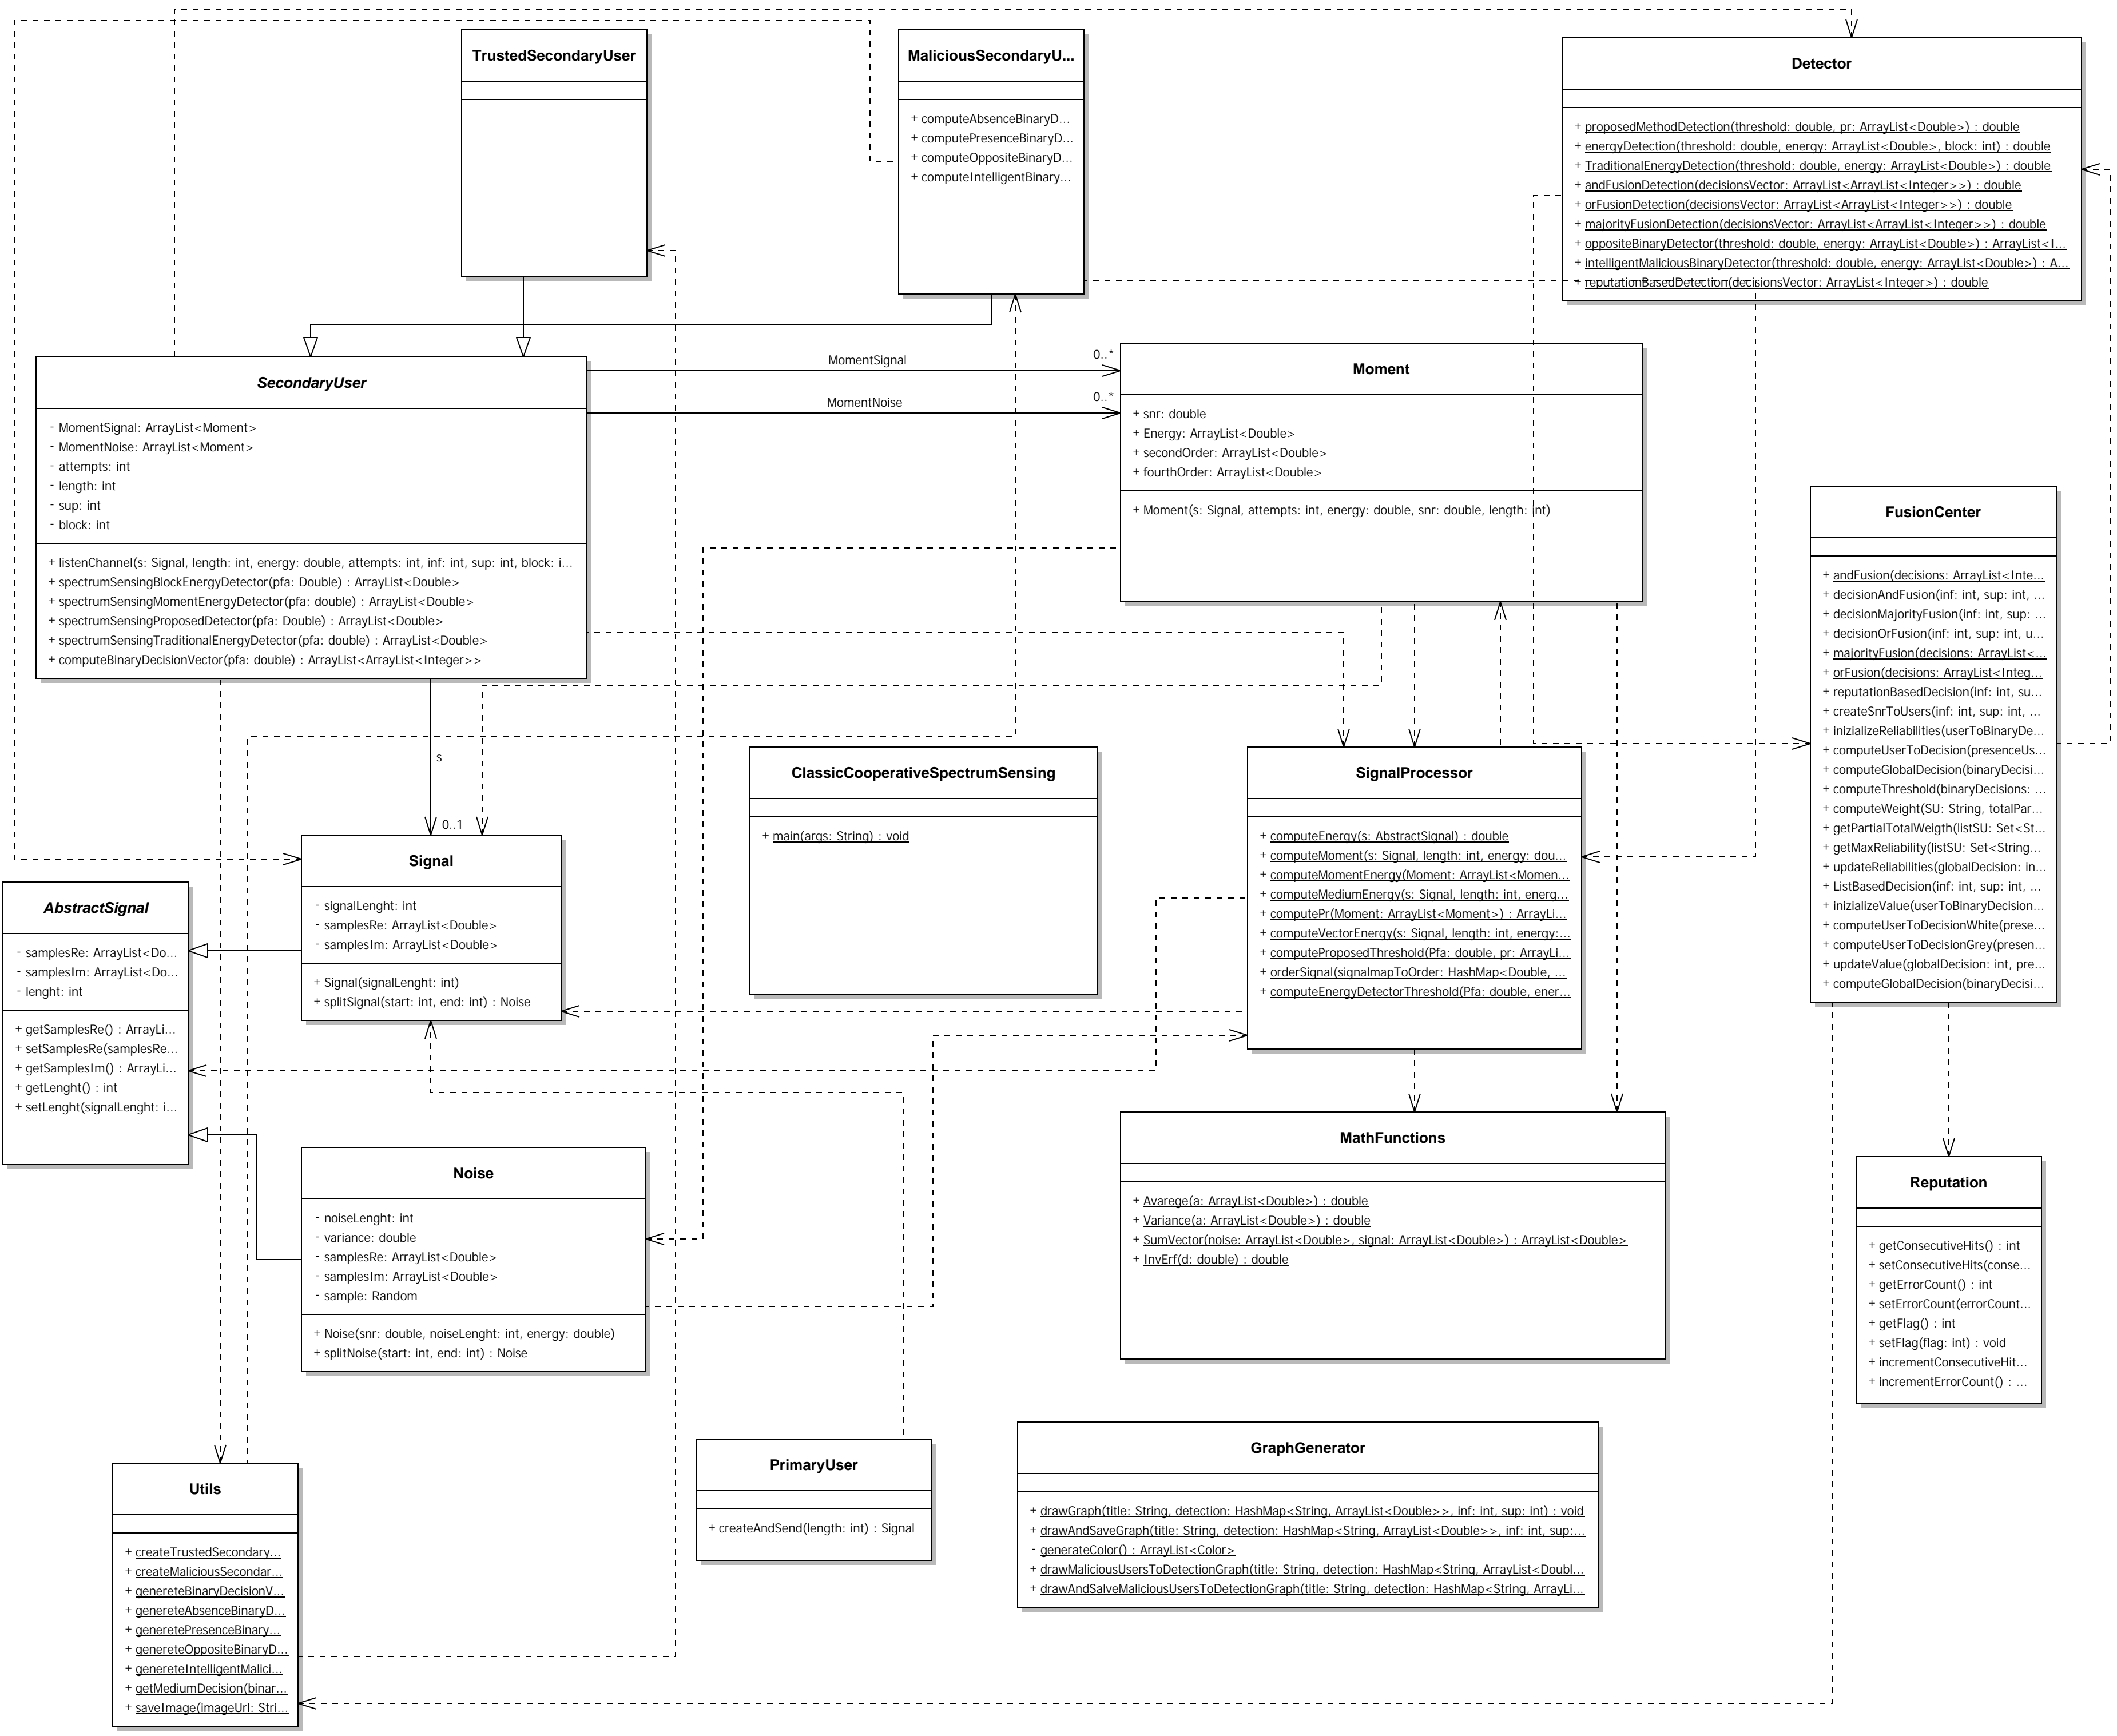 TrustedSecondaryUser
MaliciousSecondaryU...
+ computeAbsenceBinaryD...
+ computePresenceBinaryD...
+ computeOppositeBinaryD...
+ computeIntelligentBinary...
Detector
+ proposedMethodDetection(threshold: double, pr: ArrayList<Double>) : double
+ energyDetection(threshold: double, energy: ArrayList<Double>, block: int) : double
+ TraditionalEnergyDetection(threshold: double, energy: ArrayList<Double>) : double
+ andFusionDetection(decisionsVector: ArrayList<ArrayList<Integer>>) : double
+ orFusionDetection(decisionsVector: ArrayList<ArrayList<Integer>>) : double
+ majorityFusionDetection(decisionsVector: ArrayList<ArrayList<Integer>>) : double
+ oppositeBinaryDetector(threshold: double, energy: ArrayList<Double>) : ArrayList<I...
+ intelligentMaliciousBinaryDetector(threshold: double, energy: ArrayList<Double>) : A...
+ reputationBasedDetection(decisionsVector: ArrayList<Integer>) : double
SecondaryUser
- MomentSignal: ArrayList<Moment>
- MomentNoise: ArrayList<Moment>
- attempts: int
- length: int
- sup: int
- block: int
+ listenChannel(s: Signal, length: int, energy: double, attempts: int, inf: int, sup: int, block: i...
+ spectrumSensingBlockEnergyDetector(pfa: Double) : ArrayList<Double>
+ spectrumSensingMomentEnergyDetector(pfa: double) : ArrayList<Double>
+ spectrumSensingProposedDetector(pfa: Double) : ArrayList<Double>
+ spectrumSensingTraditionalEnergyDetector(pfa: double) : ArrayList<Double>
+ computeBinaryDecisionVector(pfa: double) : ArrayList<ArrayList<Integer>>
MomentSignal
0..*
MomentNoise
0..*
Moment
+ snr: double
+ Energy: ArrayList<Double>
+ secondOrder: ArrayList<Double>
+ fourthOrder: ArrayList<Double>
+ Moment(s: Signal, attempts: int, energy: double, snr: double, length: int)
FusionCenter
+ andFusion(decisions: ArrayList<Inte...
+ decisionAndFusion(inf: int, sup: int, ...
+ decisionMajorityFusion(inf: int, sup: ...
+ decisionOrFusion(inf: int, sup: int, u...
+ majorityFusion(decisions: ArrayList<...
+ orFusion(decisions: ArrayList<Integ...
+ reputationBasedDecision(inf: int, su...
+ createSnrToUsers(inf: int, sup: int, ...
+ inizializeReliabilities(userToBinaryDe...
+ computeUserToDecision(presenceUs...
+ computeGlobalDecision(binaryDecisi...
+ computeThreshold(binaryDecisions: ...
+ computeWeight(SU: String, totalPar...
+ getPartialTotalWeigth(listSU: Set<St...
+ getMaxReliability(listSU: Set<String...
+ updateReliabilities(globalDecision: in...
+ ListBasedDecision(inf: int, sup: int, ...
+ inizializeValue(userToBinaryDecision...
+ computeUserToDecisionWhite(prese...
+ computeUserToDecisionGrey(presen...
+ updateValue(globalDecision: int, pre...
+ computeGlobalDecision(binaryDecisi...
s
0..1
ClassicCooperativeSpectrumSensing
+ main(args: String) : void
SignalProcessor
+ computeEnergy(s: AbstractSignal) : double
+ computeMoment(s: Signal, length: int, energy: dou...
+ computeMomentEnergy(Moment: ArrayList<Momen...
+ computeMediumEnergy(s: Signal, length: int, energ...
+ computePr(Moment: ArrayList<Moment>) : ArrayLi...
+ computeVectorEnergy(s: Signal, length: int, energy:...
+ computeProposedThreshold(Pfa: double, pr: ArrayLi...
+ orderSignal(signalmapToOrder: HashMap<Double, ...
+ computeEnergyDetectorThreshold(Pfa: double, ener...
Signal
- signalLenght: int
- samplesRe: ArrayList<Double>
- samplesIm: ArrayList<Double>
+ Signal(signalLenght: int)
+ splitSignal(start: int, end: int) : Noise
AbstractSignal
- samplesRe: ArrayList<Do...
- samplesIm: ArrayList<Do...
- lenght: int
+ getSamplesRe() : ArrayLi...
+ setSamplesRe(samplesRe...
+ getSamplesIm() : ArrayLi...
+ getLenght() : int
+ setLenght(signalLenght: i...
Noise
- noiseLenght: int
- variance: double
- samplesRe: ArrayList<Double>
- samplesIm: ArrayList<Double>
- sample: Random
+ Noise(snr: double, noiseLenght: int, energy: double)
+ splitNoise(start: int, end: int) : Noise
MathFunctions
+ Avarege(a: ArrayList<Double>) : double
+ Variance(a: ArrayList<Double>) : double
+ SumVector(noise: ArrayList<Double>, signal: ArrayList<Double>) : ArrayList<Double>
+ InvErf(d: double) : double
Reputation
+ getConsecutiveHits() : int
+ setConsecutiveHits(conse...
+ getErrorCount() : int
+ setErrorCount(errorCount...
+ getFlag() : int
+ setFlag(flag: int) : void
+ incrementConsecutiveHit...
+ incrementErrorCount() : ...
PrimaryUser
+ createAndSend(length: int) : Signal
GraphGenerator
+ drawGraph(title: String, detection: HashMap<String, ArrayList<Double>>, inf: int, sup: int) : void
+ drawAndSaveGraph(title: String, detection: HashMap<String, ArrayList<Double>>, inf: int, sup:...
- generateColor() : ArrayList<Color>
+ drawMaliciousUsersToDetectionGraph(title: String, detection: HashMap<String, ArrayList<Doubl...
+ drawAndSalveMaliciousUsersToDetectionGraph(title: String, detection: HashMap<String, ArrayLi...
Utils
+ createTrustedSecondary...
+ createMaliciousSecondar...
+ genereteBinaryDecisionV...
+ genereteAbsenceBinaryD...
+ generetePresenceBinary...
+ genereteOppositeBinaryD...
+ genereteIntelligentMalici...
+ getMediumDecision(binar...
+ saveImage(imageUrl: Stri...